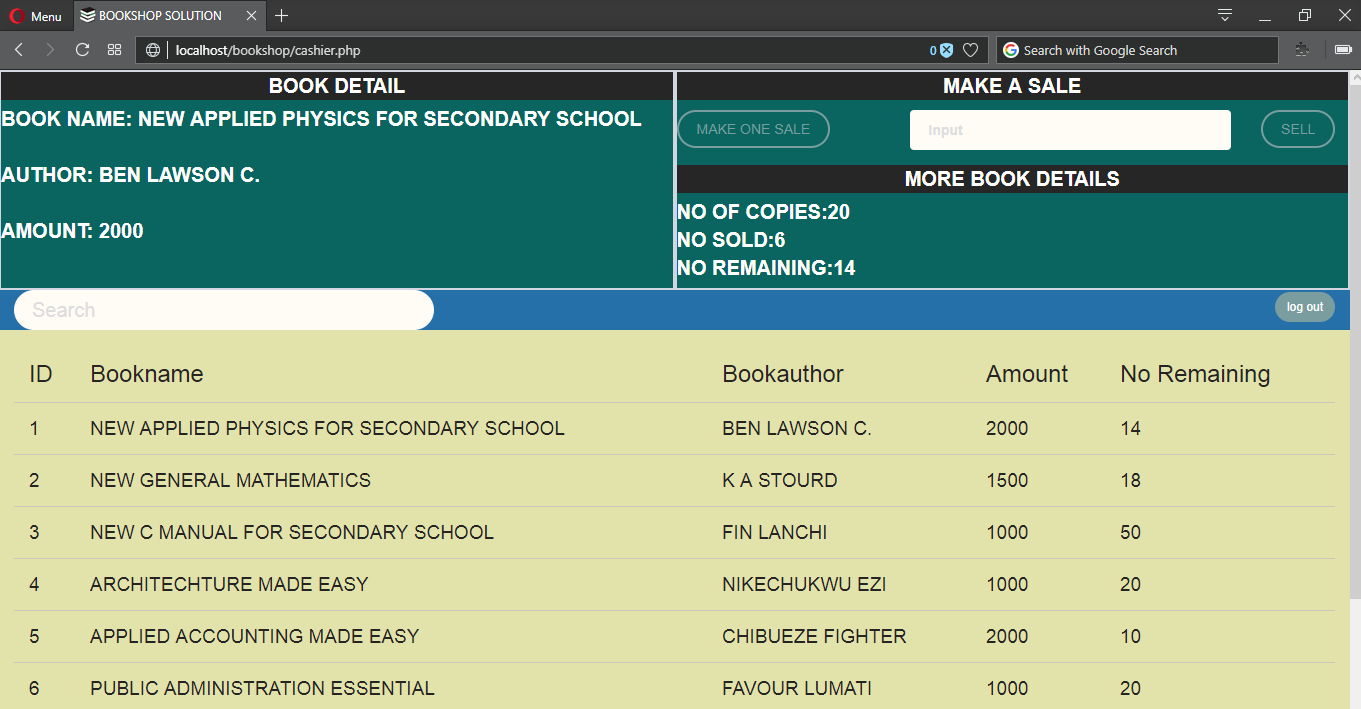 Menu BOOKSHOP SOLUTION
localhost/bookshop/cashier.php 0 Search with Google Search
BOOK DETAIL
BOOK NAME: NEW APPLIED PHYSICS FOR SECONDARY SCHOOL
AUTHOR: BEN LAWSON C.
AMOUNT: 2000
MAKE A SALE
MAKE ONE SALE Input SELL
MORE BOOK DETAILS
NO OF COPIES:20
NO SOLD:6
NO REMAINING:14
Search log out
ID Bookname Bookauthor Amount No Remaining
1 NEW APPLIED PHYSICS FOR SECONDARY SCHOOL BEN LAWSON C. 2000 14
2 NEW GENERAL MATHEMATICS K A STOURD 1500 18
3 NEW C MANUAL FOR SECONDARY SCHOOL FIN LANCHI 1000 50
4 ARCHITECHTURE MADE EASY NIKECHUKWU EZI 1000 20
5 APPLIED ACCOUNTING MADE EASY CHIBUEZE FIGHTER 2000 10
6 PUBLIC ADMINISTRATION ESSENTIAL FAVOUR LUMATI 1000 20